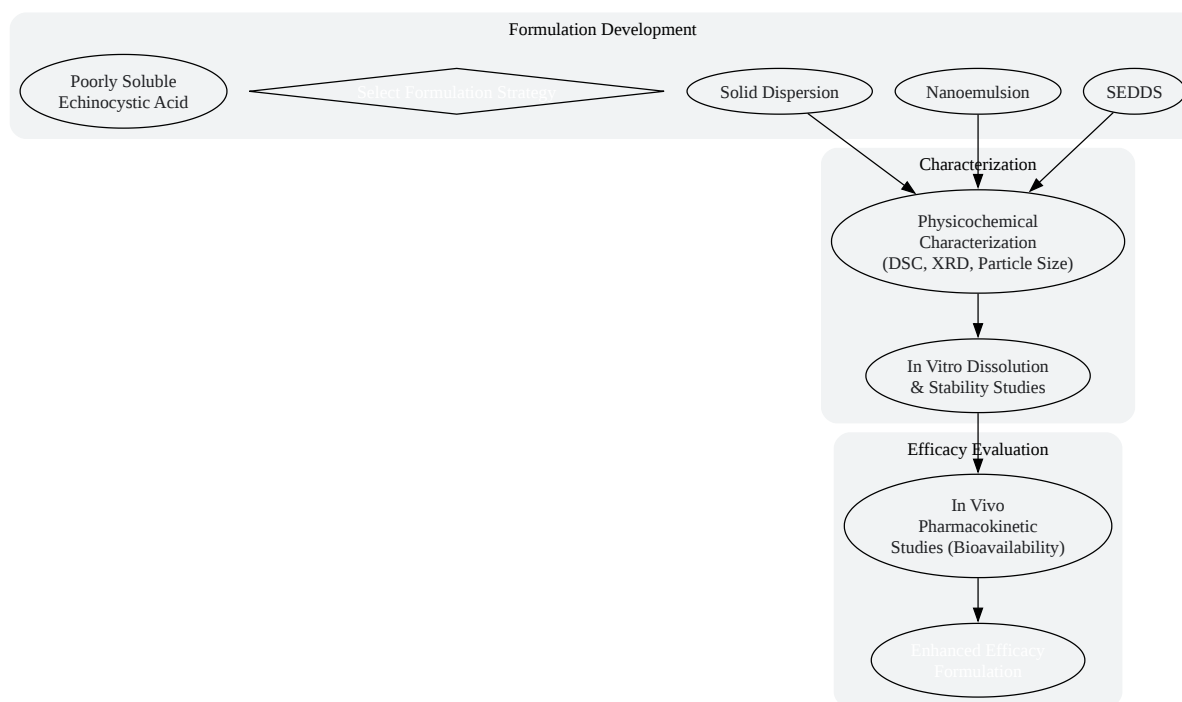 Formulation Development
Poorly Soluble
Echinocystic Acid
Select Formulation Strategy
Solid Dispersion
Nanoemulsion
SEDDS
Characterization
Physicochemical
Characterization
(DSC, XRD, Particle Size)
In Vitro Dissolution
& Stability Studies
Efficacy Evaluation
In Vivo
Pharmacokinetic
Studies (Bioavailability)
Enhanced Efficacy
Formulation